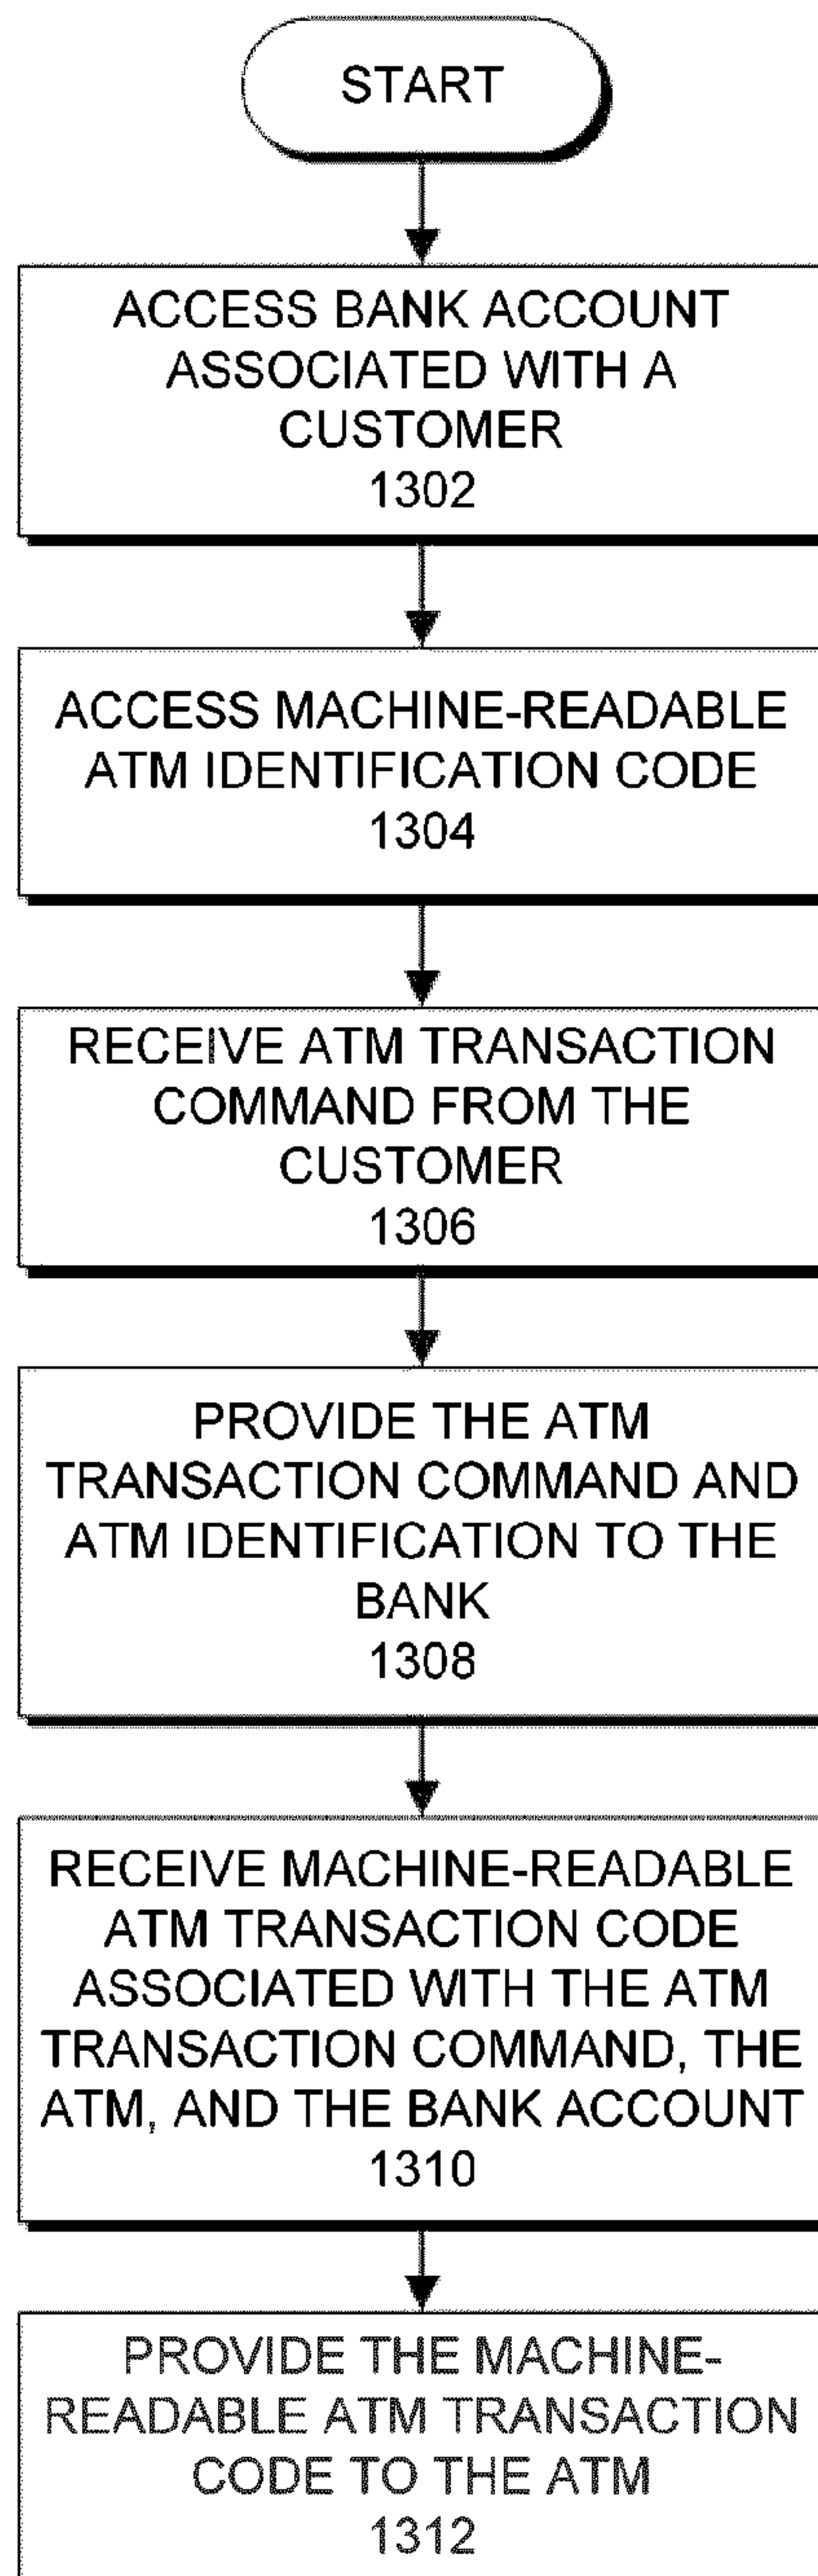 START
ACCESS BANK ACCOUNT
ASSOCIATED WITH A
CUSTOMER
1302
ACCESS MACHINE-READABLE
ATM IDENTIFICATION CODE
1304
RECEIVE ATM TRANSACTION
COMMAND FROM THE
CUSTOMER
1306
PROVIDE THE ATM
TRANSACTION COMMAND AND
ATM IDENTIFICATION TO THE
BANK
1308
RECEIVE MACHINE-READABLE
ATM TRANSACTION CODE
ASSOCIATED WITH THE ATM
TRANSACTION COMMAND, THE
ATM, AND THE BANK ACCOUNT
1310
PROVIDE THE MACHINE-
READABLE ATM TRANSACTION
CODE TO THE ATM
1312